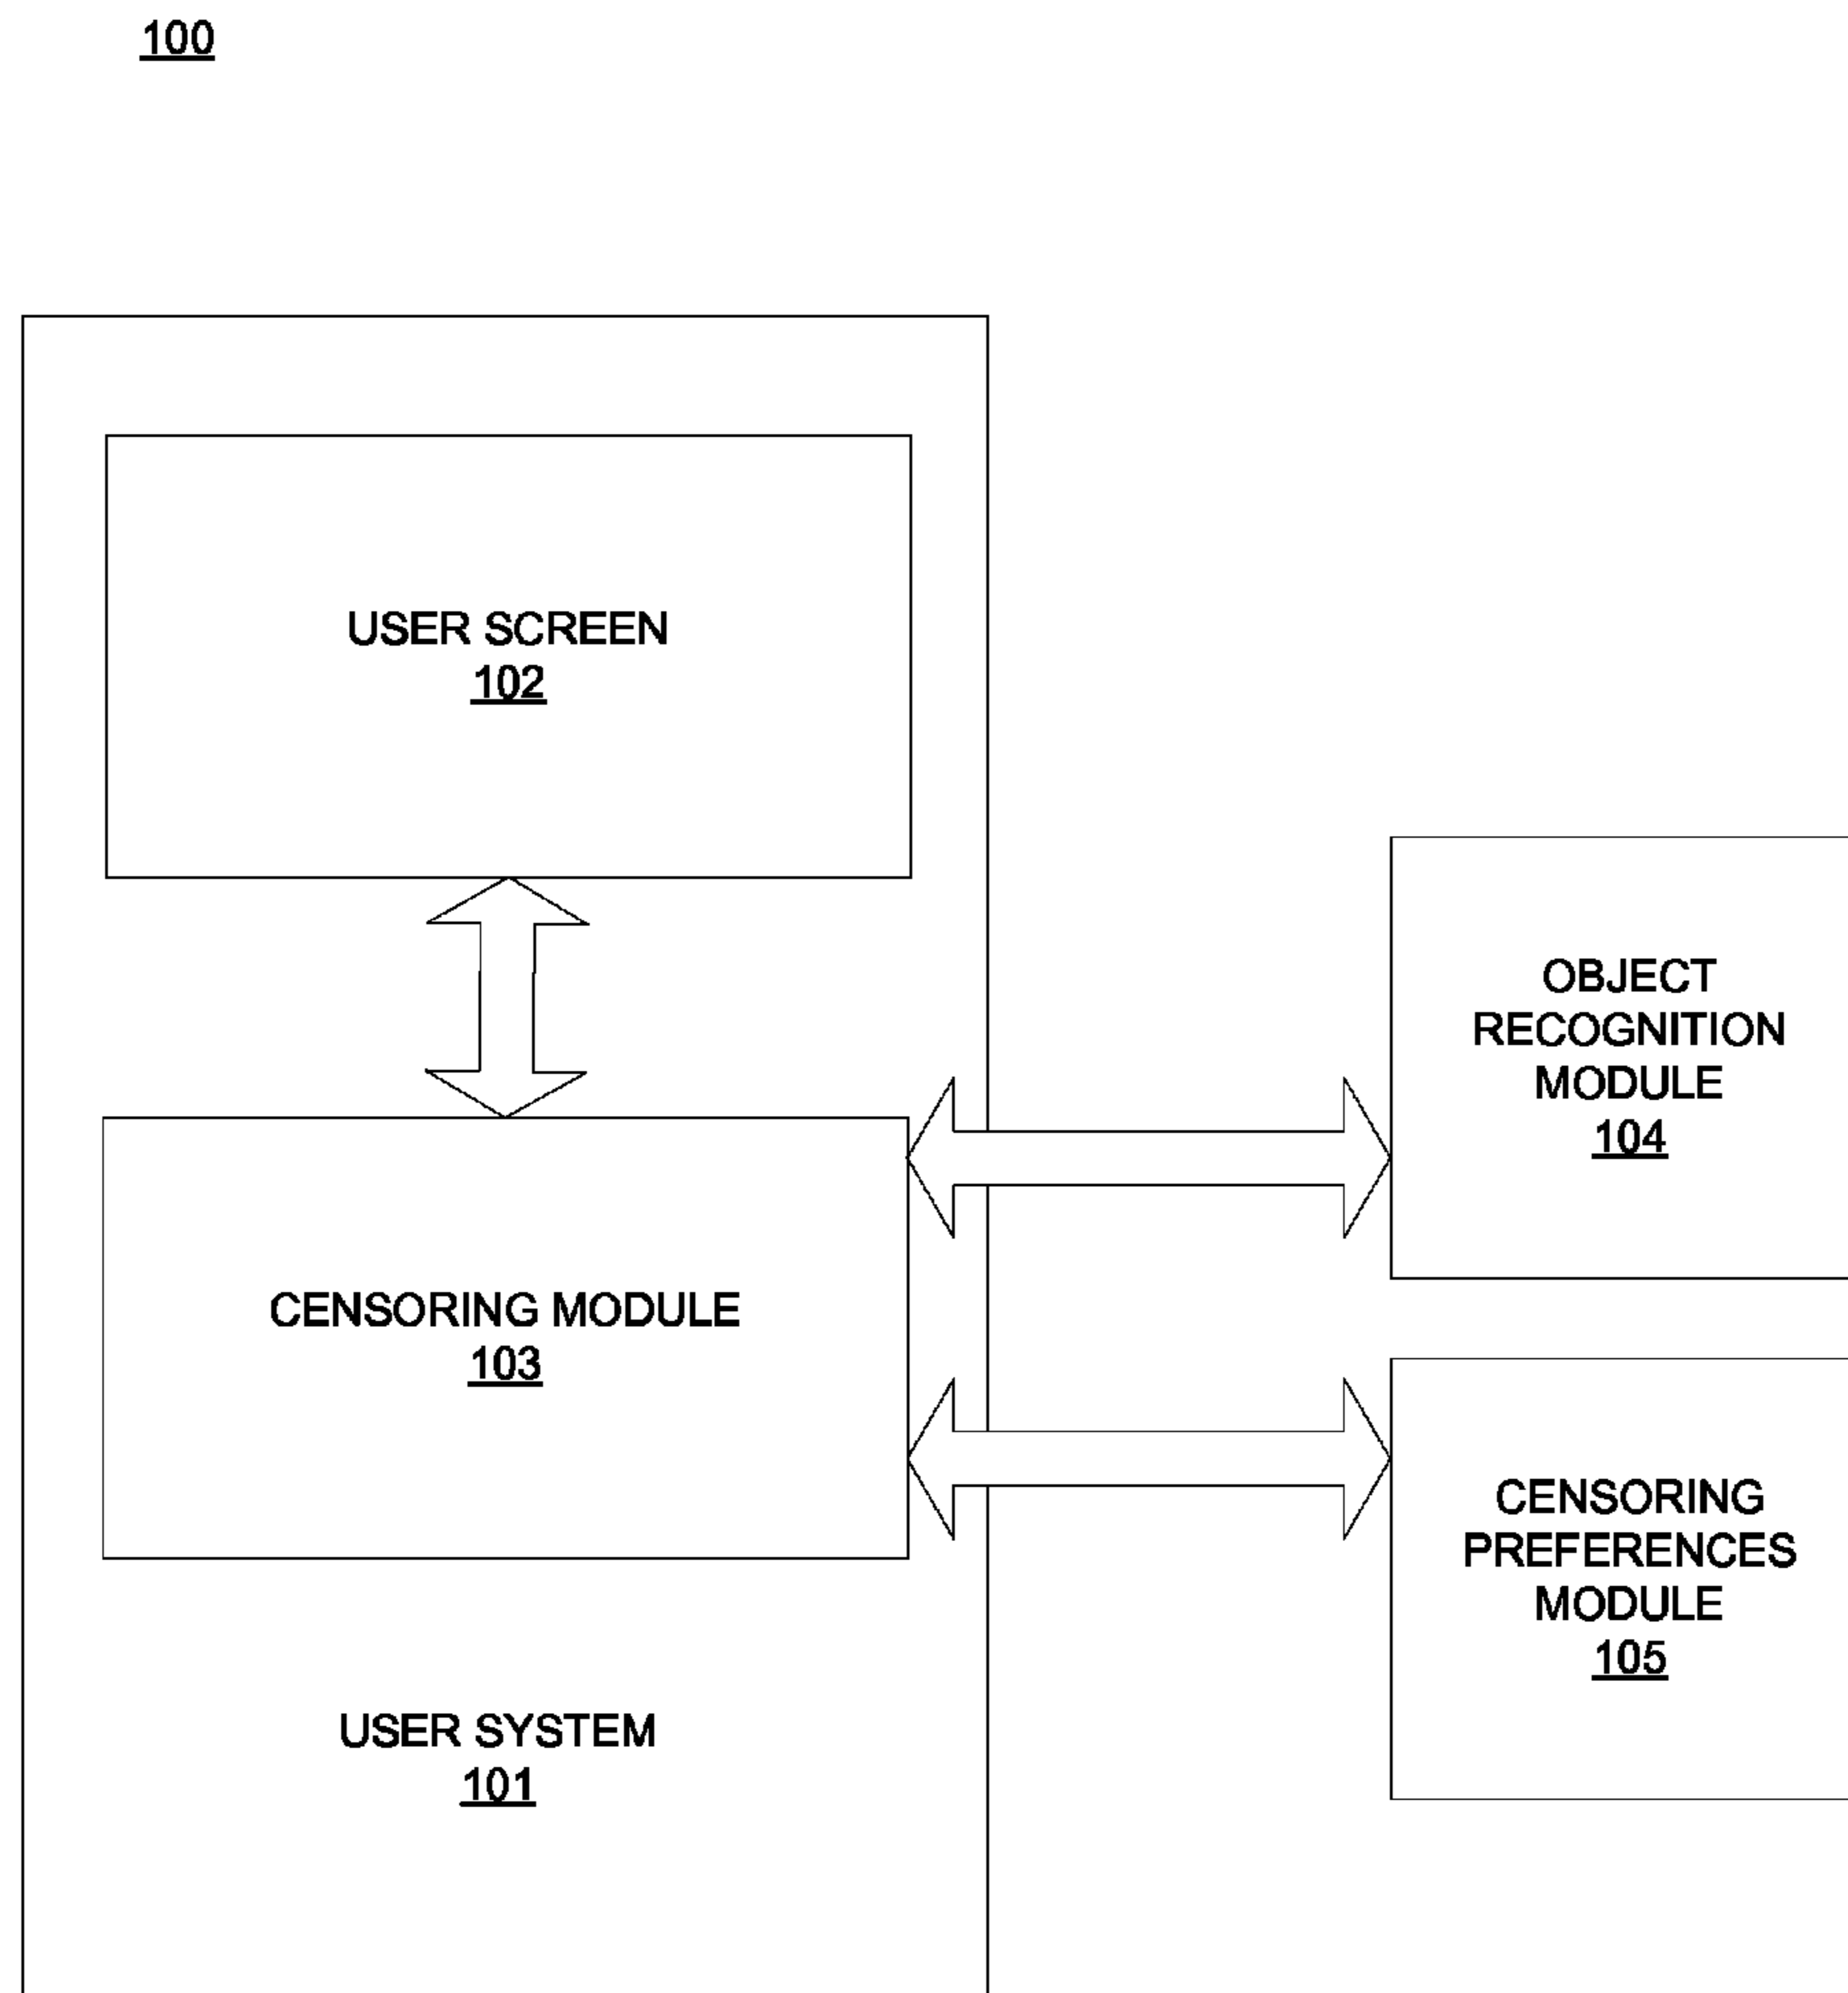 100
USER SCREEN
102
CENSORING MODULE
103
USER SYSTEM
101
OBJECT
RECOGNITION
MODULE
104
CENSORING
PREFERENCES
MODULE
105